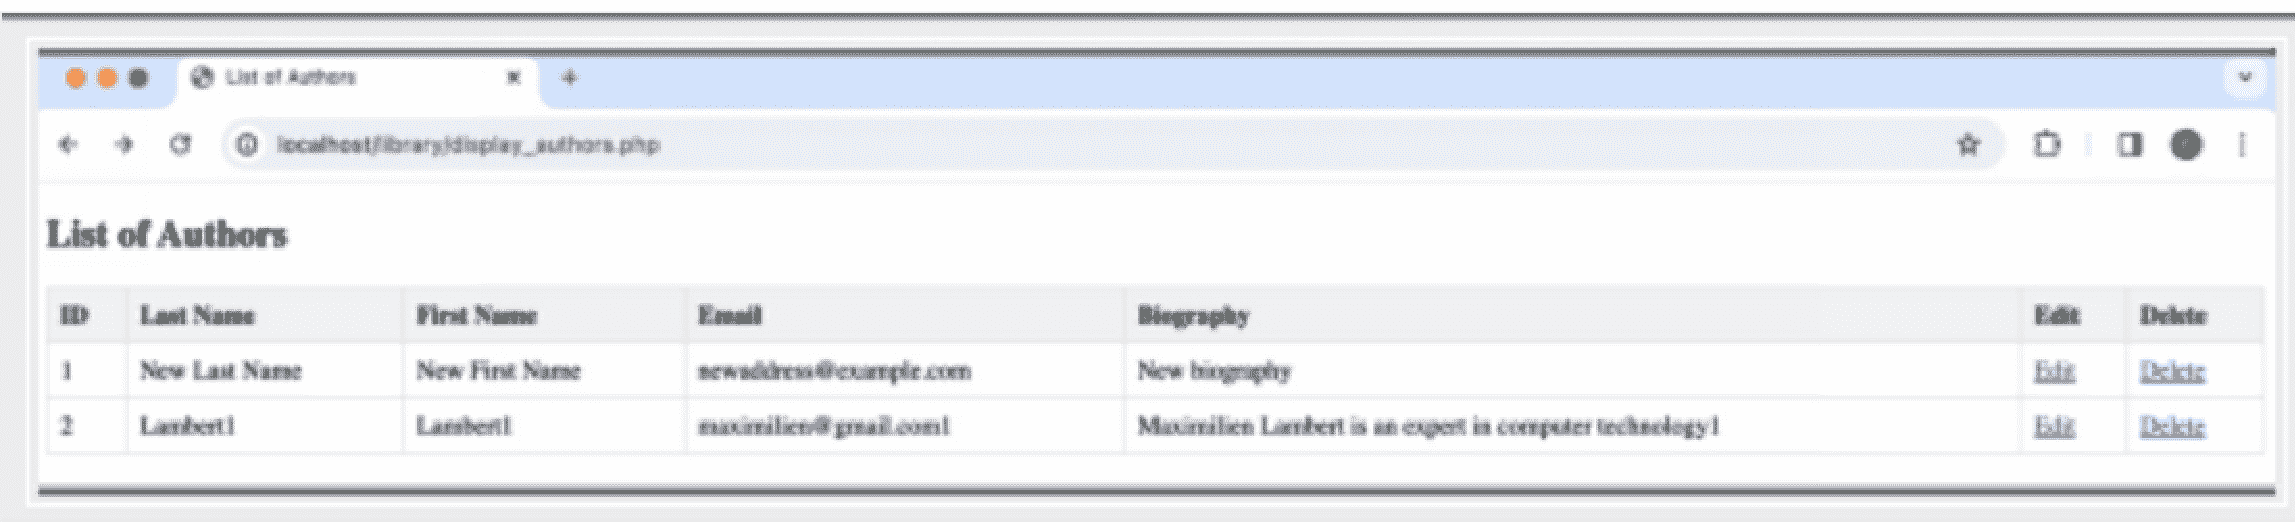 List of Authors
localhost/library/display_authors.php
List of Authors
ID Last Name First Name Email Biography Edit Delete
1 New Last Name New First Name newaddress@example.com New biography Edit Delete
2 Lambert1 Lambert1 maximilien@gmail.com1 Maximilien Lambert is an expert in computer technology1 Edit Delete